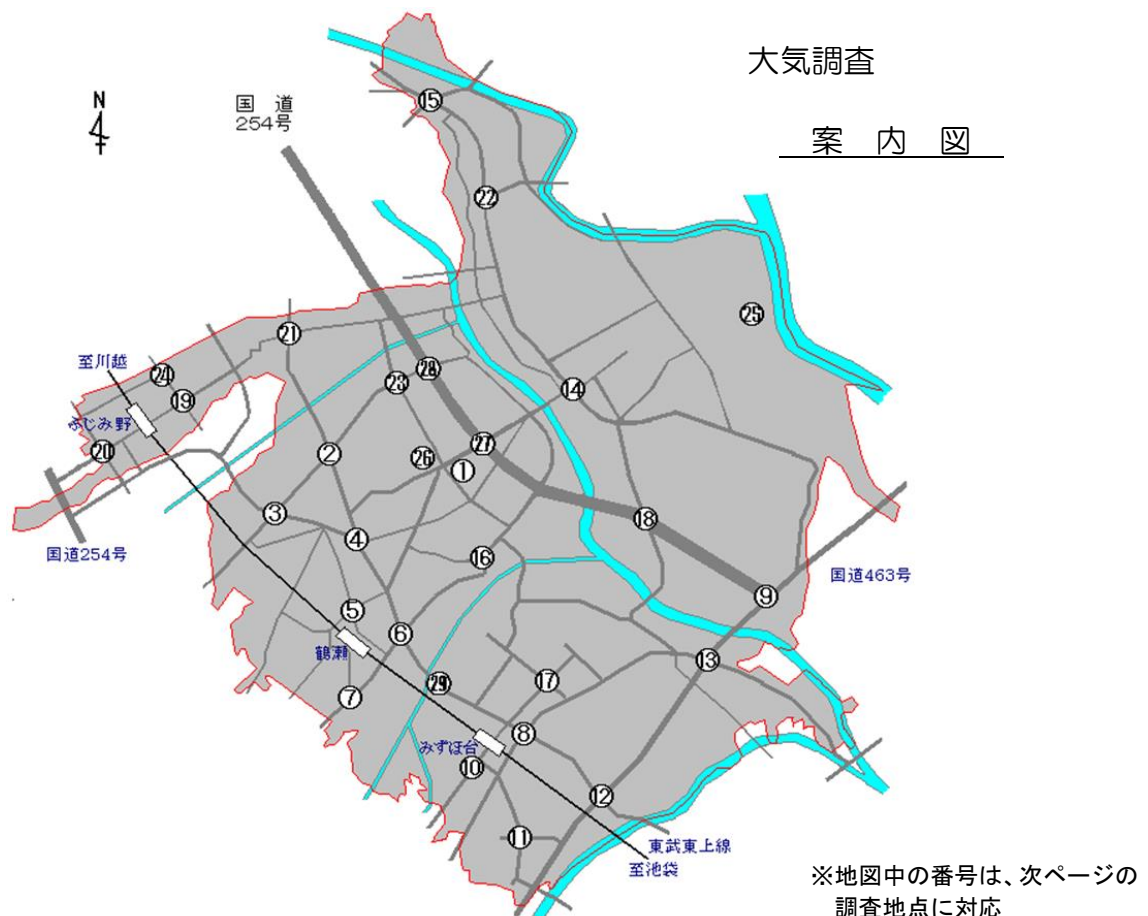 大気調査
案 内 図
N
国 道
254号
⑮
㉒
㉕
㉑
至川越
㉔
⑲
ふじみ野
⑳
㉘
㉓
⑭
②
㉗
㉖
①
③
④
⑱
国道254号
⑯
国道463号
⑨
⑤
⑥
鶴瀬
⑬
⑦
㉙
⑰
⑧
みずほ台
⑩
⑫
⑪
東武東上線
至池袋
※地図中の番号は、次ページの
調査地点に対応